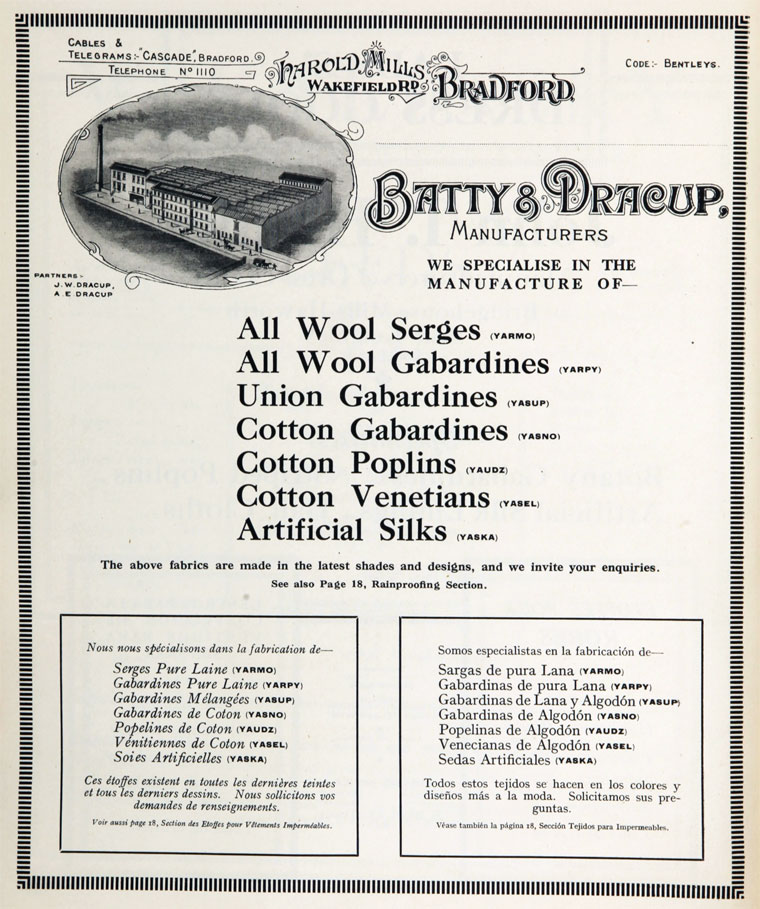 CABLES &
TELEGRAMS:- "CASCADE", BRADFORD.
TELEPHONE Nº 1110
HAROLD MILLS
WAKEFIELD RD.
BRADFORD.
CODE:- BENTLEYS.
BATTY & DRACUP,
MANUFACTURERS
PARTNERS:-
J. W. DRACUP,
A. E. DRACUP
WE SPECIALISE IN THE
MANUFACTURE OF—
All Wool Serges (YARMO)
All Wool Gabardines (YARPY)
Union Gabardines (YASUP)
Cotton Gabardines (YASNO)
Cotton Poplins (YAUDZ)
Cotton Venetians (YASEL)
Artificial Silks (YASKA)
The above fabrics are made in the latest shades and designs, and we invite your enquiries.
See also Page 18, Rainproofing Section.
Nous nous spécialisons dans la fabrication de—
Serges Pure Laine (YARMO)
Gabardines Pure Laine (YARPY)
Gabardines Mélangées (YASUP)
Gabardines de Coton (YASNO)
Popelines de Coton (YAUDZ)
Vénitiennes de Coton (YASEL)
Soies Artificielles (YASKA)
Ces étoffes existent en toutes les dernières teintes
et tous les derniers dessins. Nous sollicitons vos
demandes de renseignements.
Voir aussi page 18, Section des Etoffes pour Vêtements Imperméables.
Somos especialistas en la fabricación de—
Sargas de pura Lana (YARMO)
Gabardinas de pura Lana (YARPY)
Gabardinas de Lana y Algodón (YASUP)
Gabardinas de Algodón (YASNO)
Popelinas de Algodón (YAUDZ)
Venecianas de Algodón (YASEL)
Sedas Artificiales (YASKA)
Todos estos tejidos se hacen en los colores y
diseños más a la moda. Solicitamos sus pre-
guntas.
Véase también la página 18, Sección Tejidos para Impermeables.